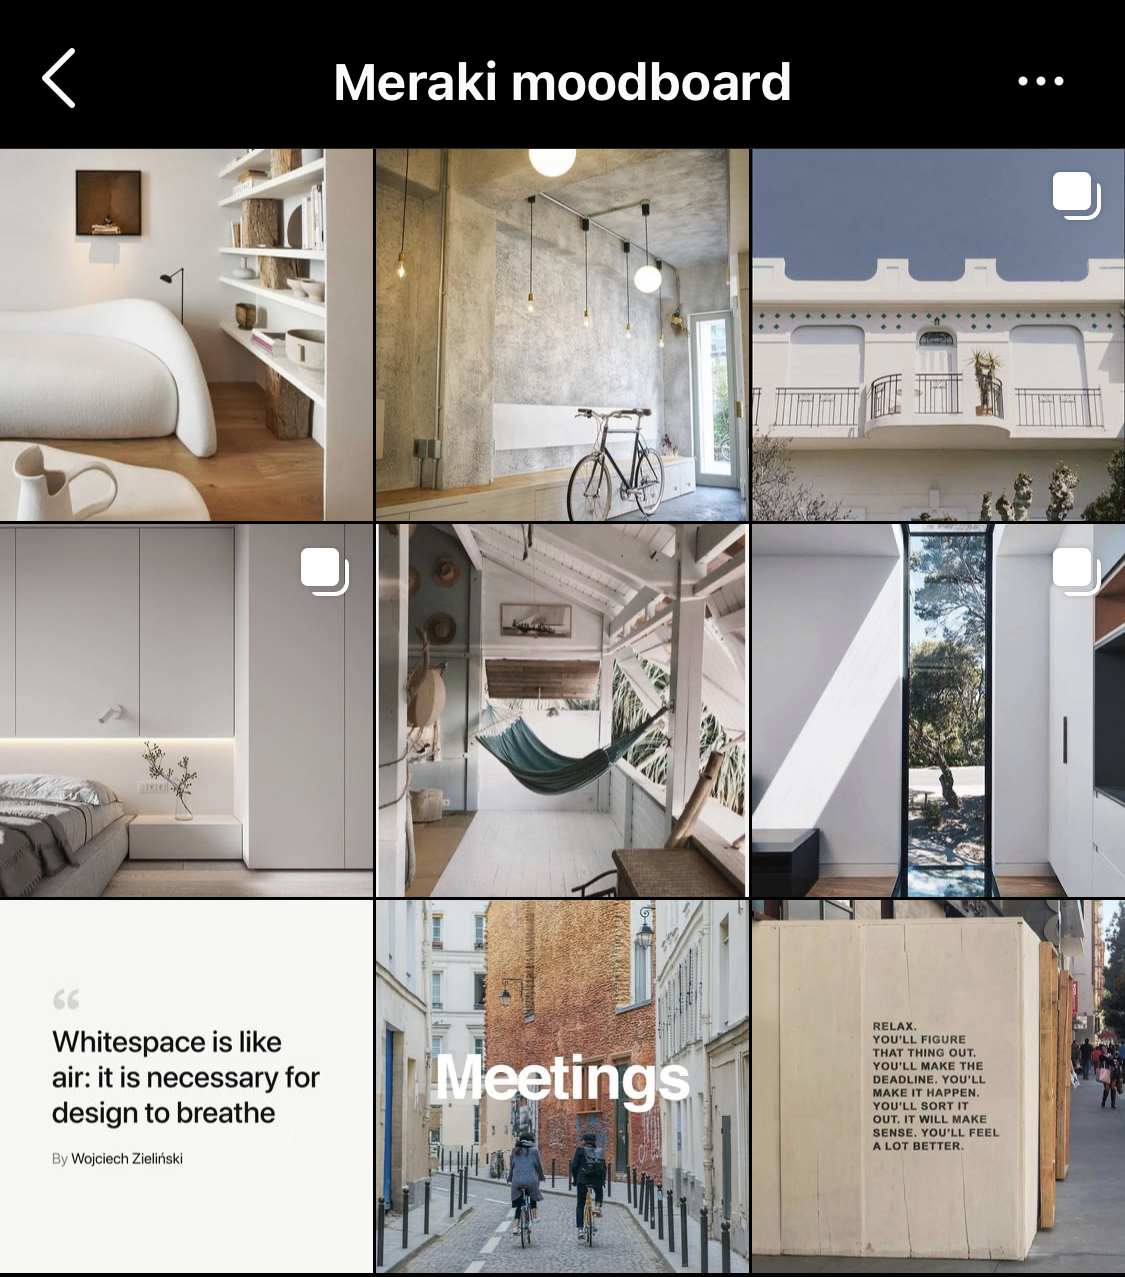 Meraki moodboard
“
Whitespace is like
air: it is necessary for
design to breathe
By Wojciech Zieliński
Meetings
RELAX.
YOU'LL FIGURE
THAT THING OUT.
YOU'LL MAKE THE
DEADLINE. YOU'LL
MAKE IT HAPPEN.
YOU'LL SORT IT
OUT. IT WILL MAKE
SENSE. YOU'LL FEEL
A LOT BETTER.